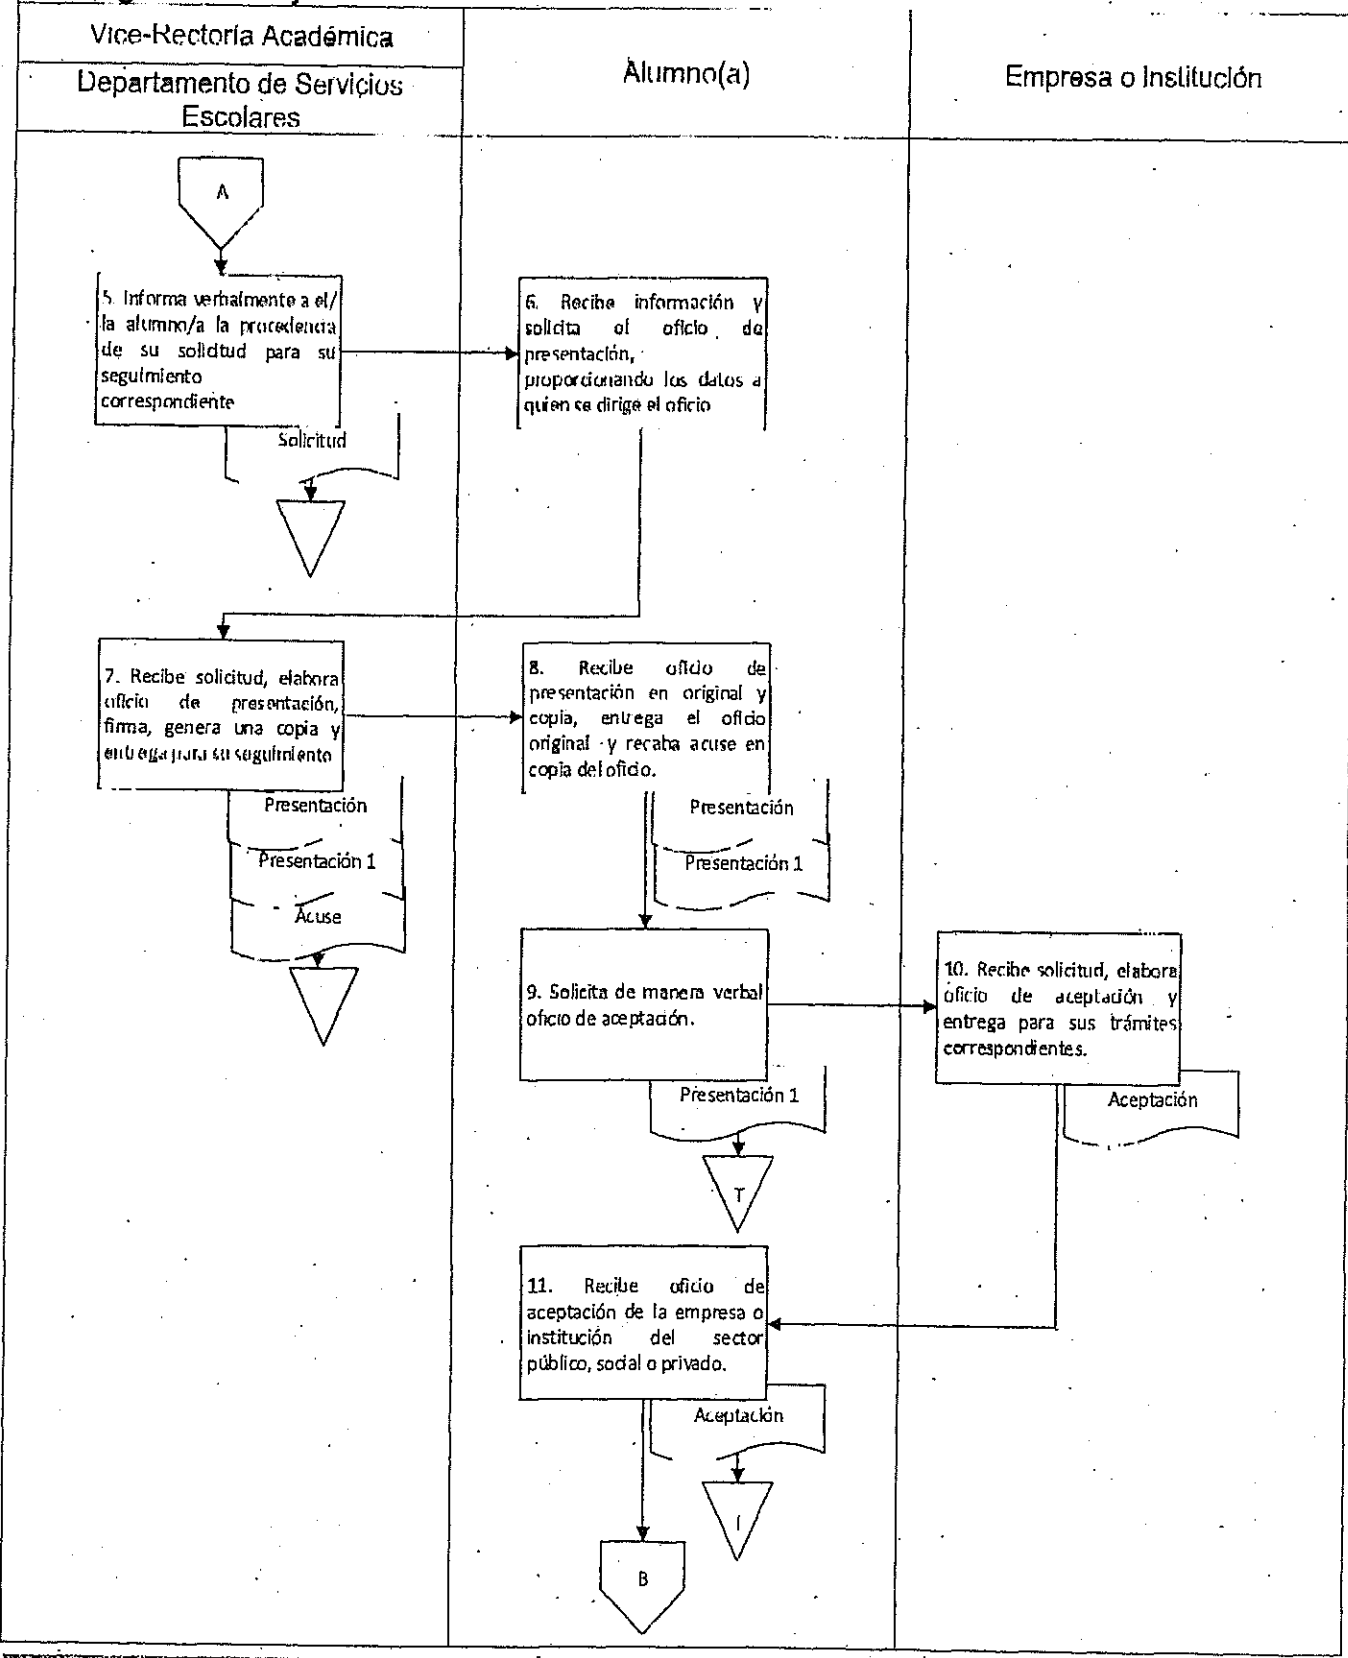 Vice-Rectoría Académica
Departamento de Servicios
Escolares
Alumno(a)
Empresa o Institución
A
5. Informa verbalmente a el/
la alumno/a la procedencia
de su solicitud para su
seguimiento
correspondiente
Solicitud
6. Recibe información y
solicita el oficio de
presentación,
proporcionando los datos a
quien se dirige el oficio
7. Recibe solicitud, elabora
oficio de presentación,
firma, genera una copia y
entrega para su seguimiento
Presentación
Presentación 1
Acuse
8. Recibe oficio de
presentación en original y
copia, entrega el oficio
original y recaba acuse en
copia del oficio.
Presentación
Presentación 1
9. Solicita de manera verbal
oficio de aceptación.
Presentación 1
T
10. Recibe solicitud, elabora
oficio de aceptación y
entrega para sus trámites
correspondientes.
Aceptación
11. Recibe oficio de
aceptación de la empresa o
institución del sector
público, social o privado.
Aceptación
B